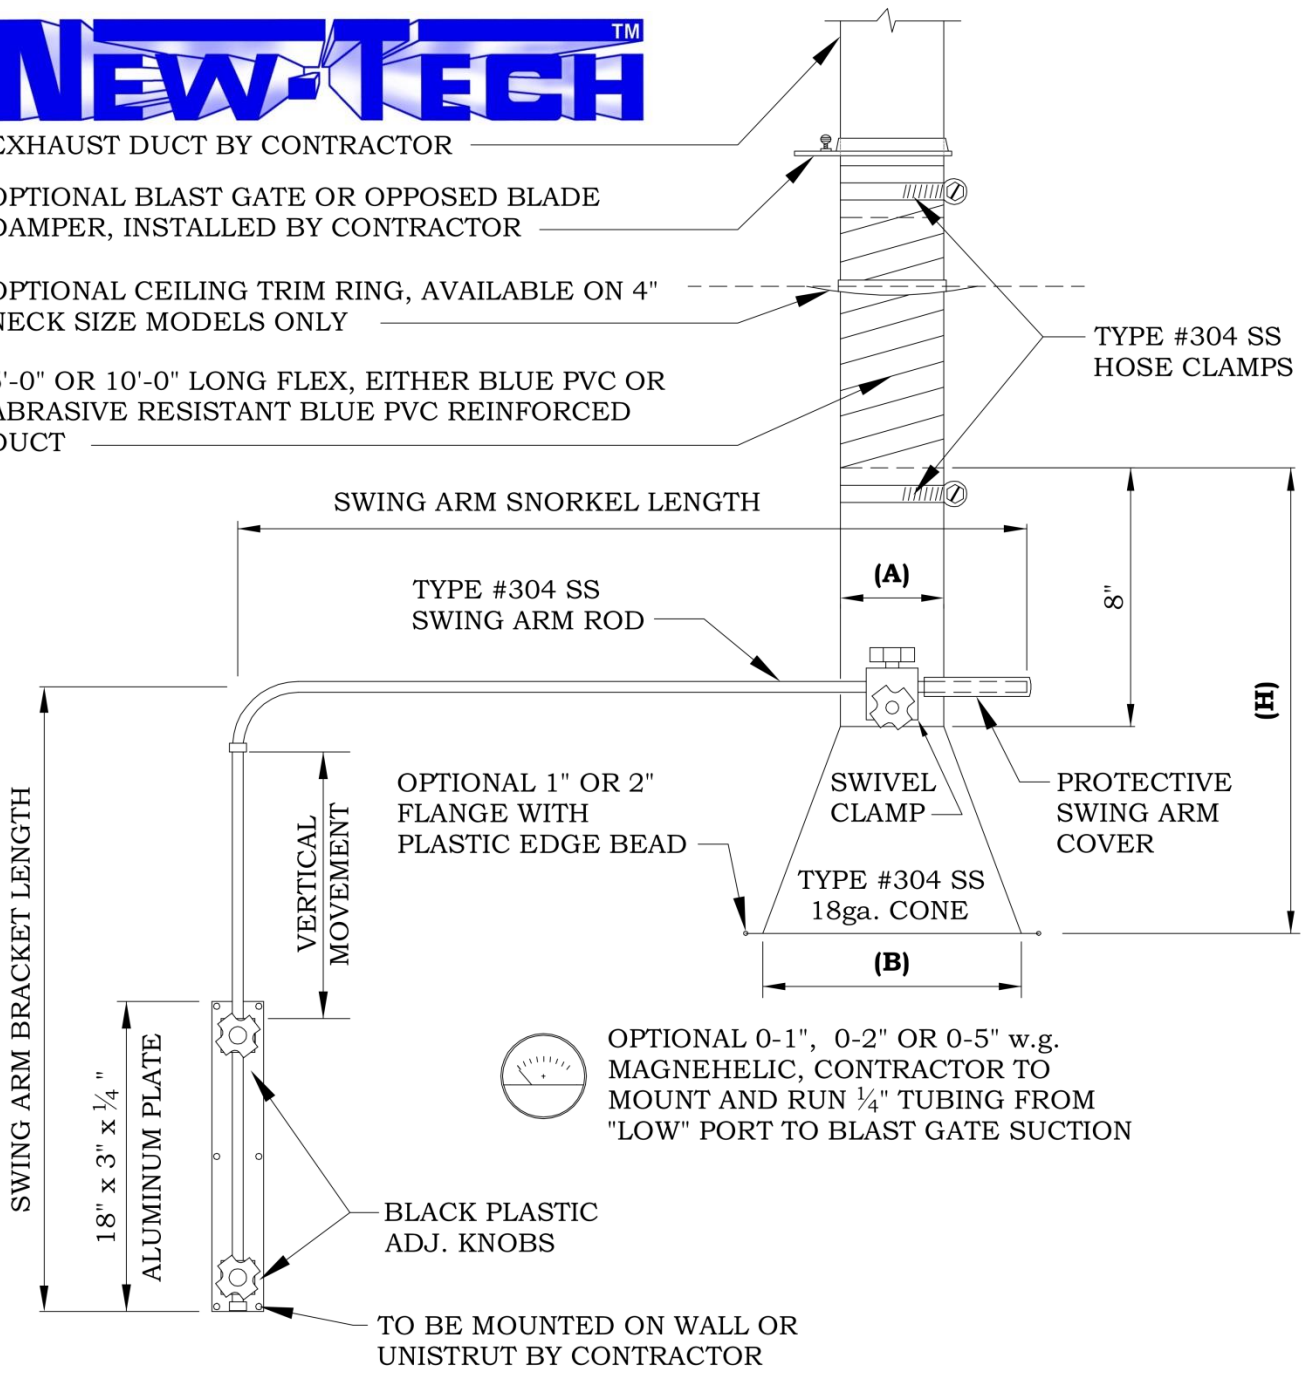 NEW-TECH TM
EXHAUST DUCT BY CONTRACTOR
OPTIONAL BLAST GATE OR OPPOSED BLADE
DAMPER, INSTALLED BY CONTRACTOR
OPTIONAL CEILING TRIM RING, AVAILABLE ON 4"
NECK SIZE MODELS ONLY
'-0" OR 10'-0" LONG FLEX, EITHER BLUE PVC OR
ABRASIVE RESISTANT BLUE PVC REINFORCED
DUCT
TYPE #304 SS
HOSE CLAMPS
SWING ARM SNORKEL LENGTH
TYPE #304 SS
SWING ARM ROD
(A)
8"
(H)
OPTIONAL 1" OR 2"
FLANGE WITH
PLASTIC EDGE BEAD
SWIVEL
CLAMP
PROTECTIVE
SWING ARM
COVER
TYPE #304 SS
18ga. CONE
(B)
VERTICAL
MOVEMENT
SWING ARM BRACKET LENGTH
18" x 3" x ¼"
ALUMINUM PLATE
OPTIONAL 0-1", 0-2" OR 0-5" w.g.
MAGNEHELIC, CONTRACTOR TO
MOUNT AND RUN ¼" TUBING FROM
"LOW" PORT TO BLAST GATE SUCTION
BLACK PLASTIC
ADJ. KNOBS
TO BE MOUNTED ON WALL OR
UNISTRUT BY CONTRACTOR